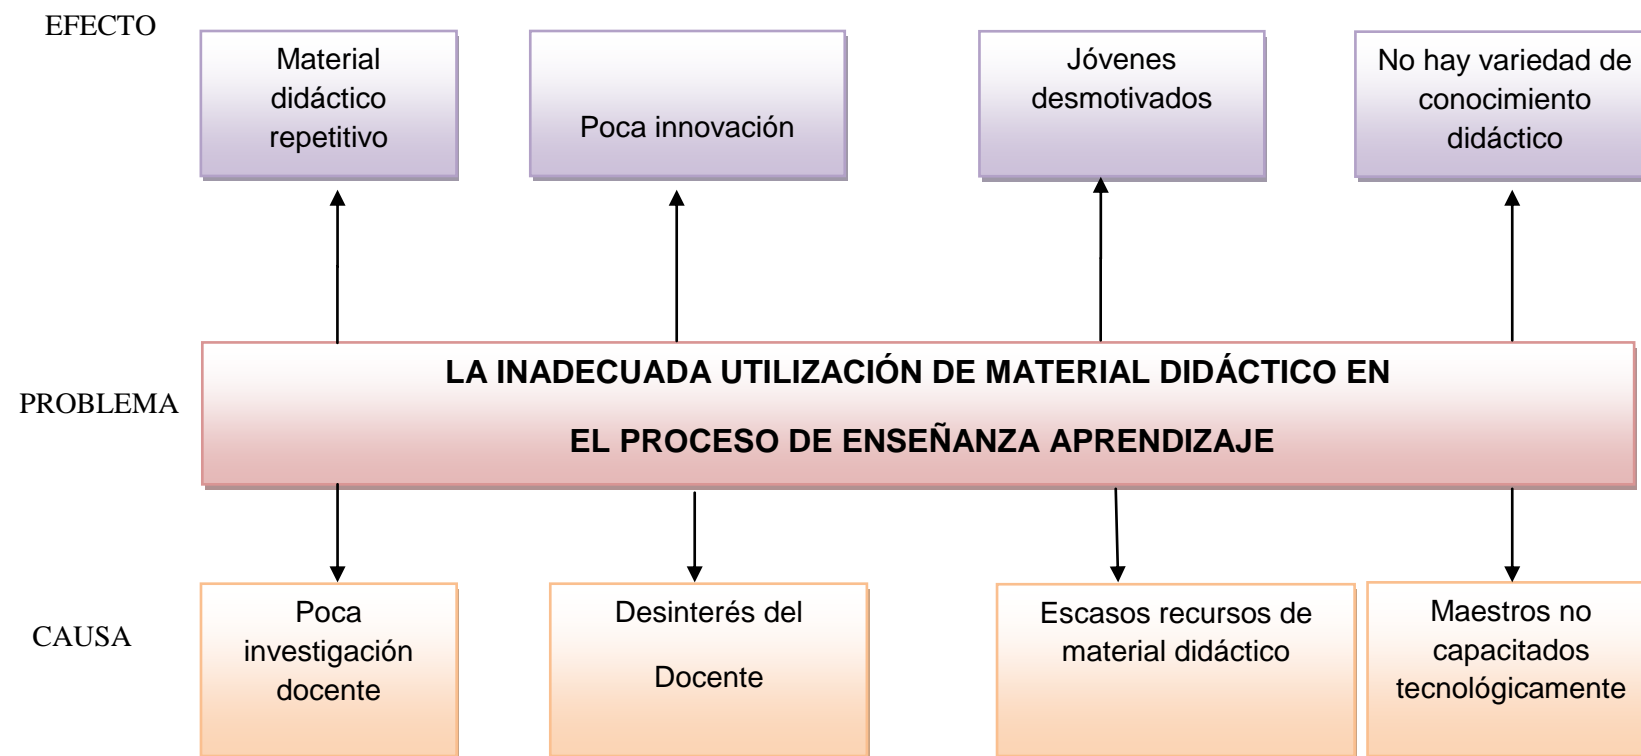 EFECTO
Material
didáctico
repetitivo
Poca innovación
Jóvenes
desmotivados
No hay variedad de
conocimiento
didáctico
PROBLEMA
LA INADECUADA UTILIZACIÓN DE MATERIAL DIDÁCTICO EN
EL PROCESO DE ENSEÑANZA APRENDIZAJE
CAUSA
Poca
investigación
docente
Desinterés del
Docente
Escasos recursos de
material didáctico
Maestros no
capacitados
tecnológicamente